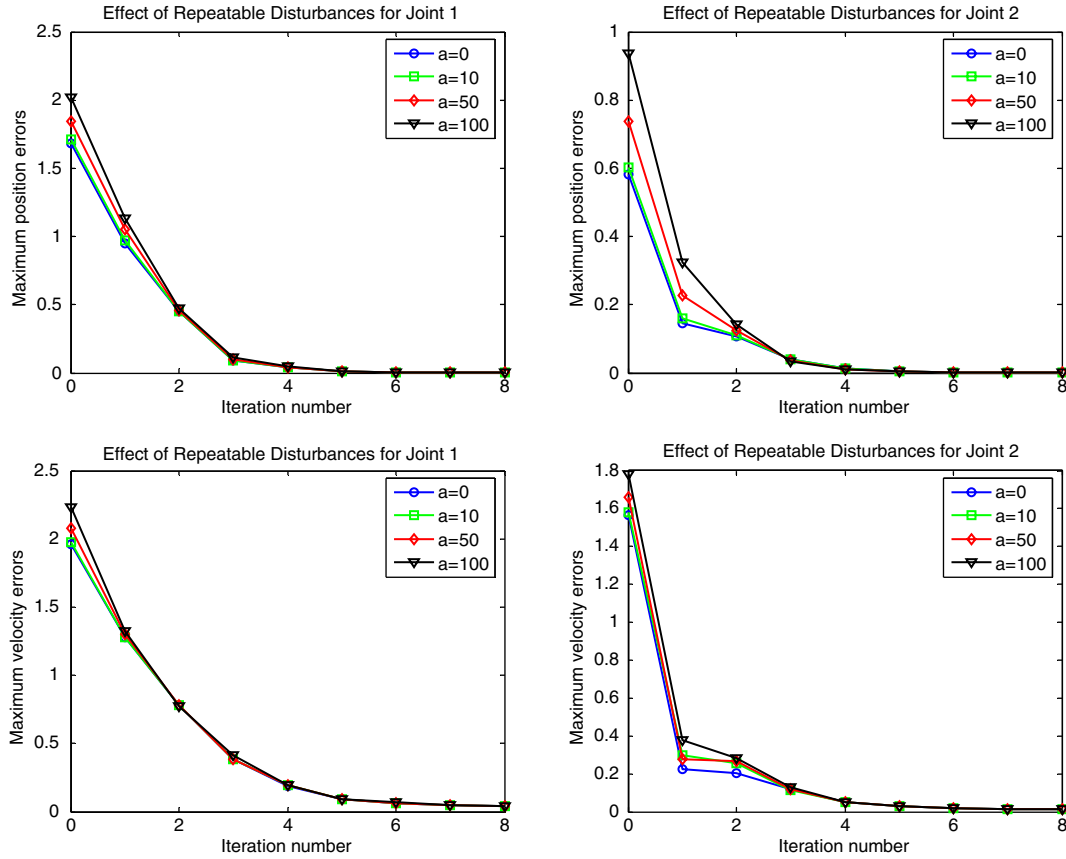 Effect of Repeatable Disturbances for Joint 1
2.5
2
1.5
1
0.5
0
0
2
4
6
8
Maximum position errors
Iteration number
a=0
a=10
a=50
a=100
Effect of Repeatable Disturbances for Joint 2
1
0.8
0.6
0.4
0.2
0
0
2
4
6
8
Maximum position errors
Iteration number
a=0
a=10
a=50
a=100
Effect of Repeatable Disturbances for Joint 1
2.5
2
1.5
1
0.5
0
0
2
4
6
8
Maximum velocity errors
Iteration number
a=0
a=10
a=50
a=100
Effect of Repeatable Disturbances for Joint 2
1.8
1.6
1.4
1.2
1
0.8
0.6
0.4
0.2
0
0
2
4
6
8
Maximum velocity errors
Iteration number
a=0
a=10
a=50
a=100